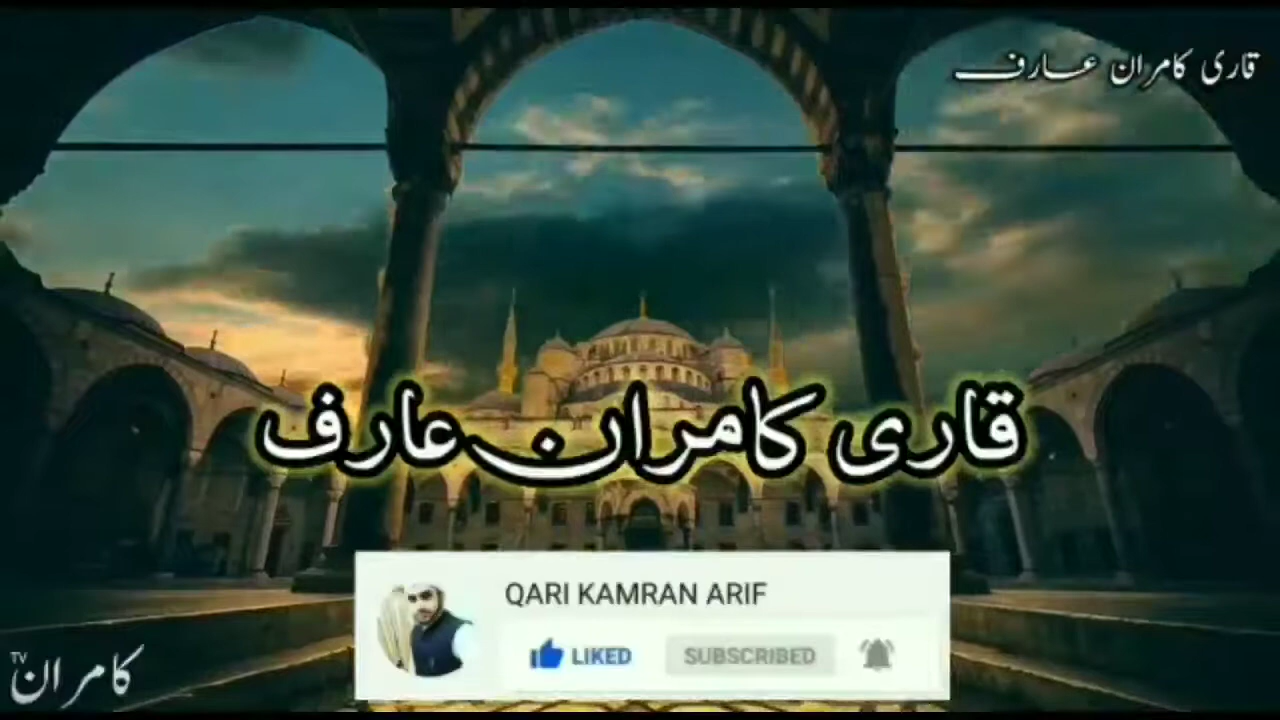 قاری کامران عارف
قاری کامران عارف
QARI KAMRAN ARIF
LIKED
SUBSCRIBED
TV
کامران